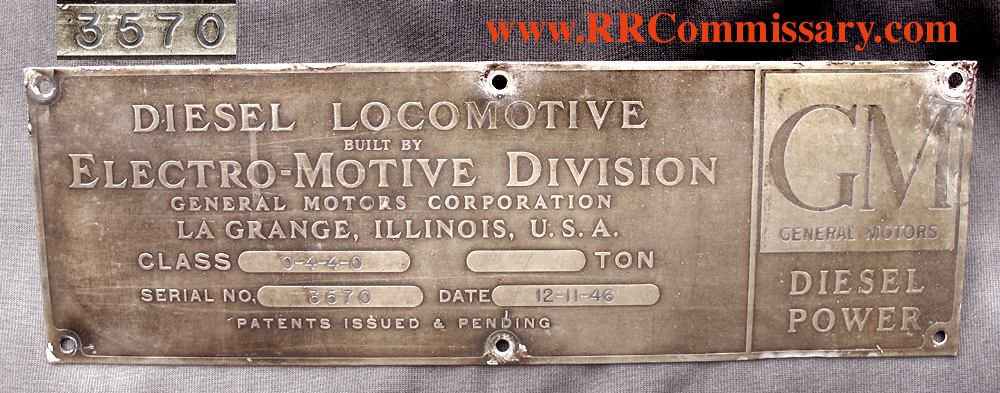 3570
www.RRCommissary.com
DIESEL LOCOMOTIVE
BUILT BY
ELECTRO-MOTIVE DIVISION
GENERAL MOTORS CORPORATION
LA GRANGE, ILLINOIS, U.S.A.
CLASS 0-4-4-0 TON
SERIAL NO. 3570 DATE 12-11-46
PATENTS ISSUED & PENDING
GM
GENERAL MOTORS
DIESEL
POWER